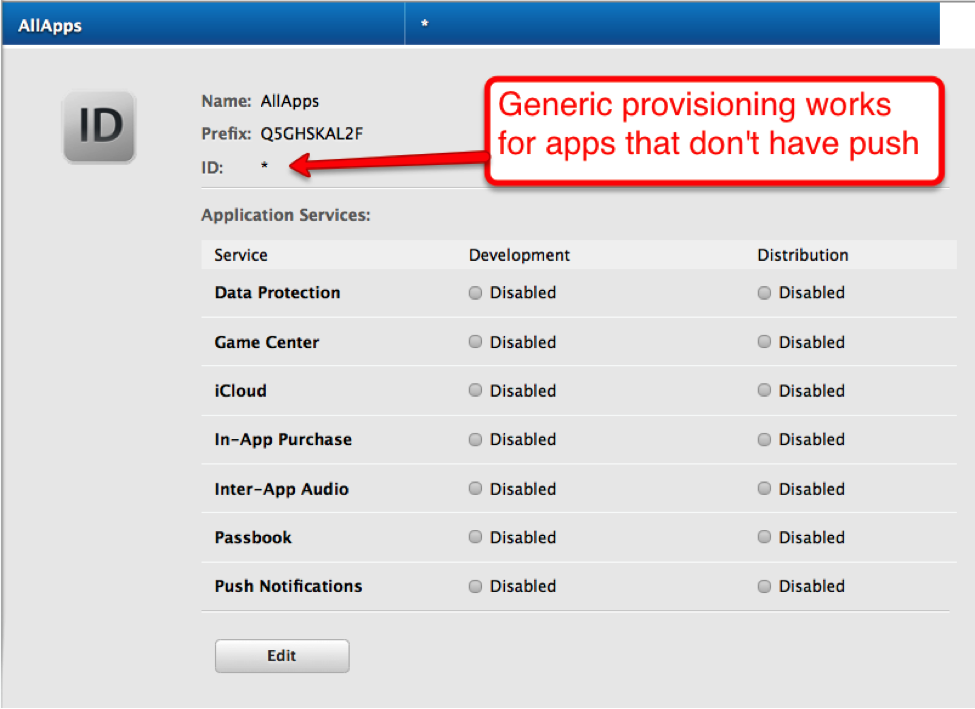 AllApps *
ID
Name: AllApps
Prefix: Q5GHSKAL2F
ID: *
Generic provisioning works
for apps that don't have push
Application Services:
Service Development Distribution
Data Protection Disabled Disabled
Game Center Disabled Disabled
iCloud Disabled Disabled
In-App Purchase Disabled Disabled
Inter-App Audio Disabled Disabled
Passbook Disabled Disabled
Push Notifications Disabled Disabled
Edit